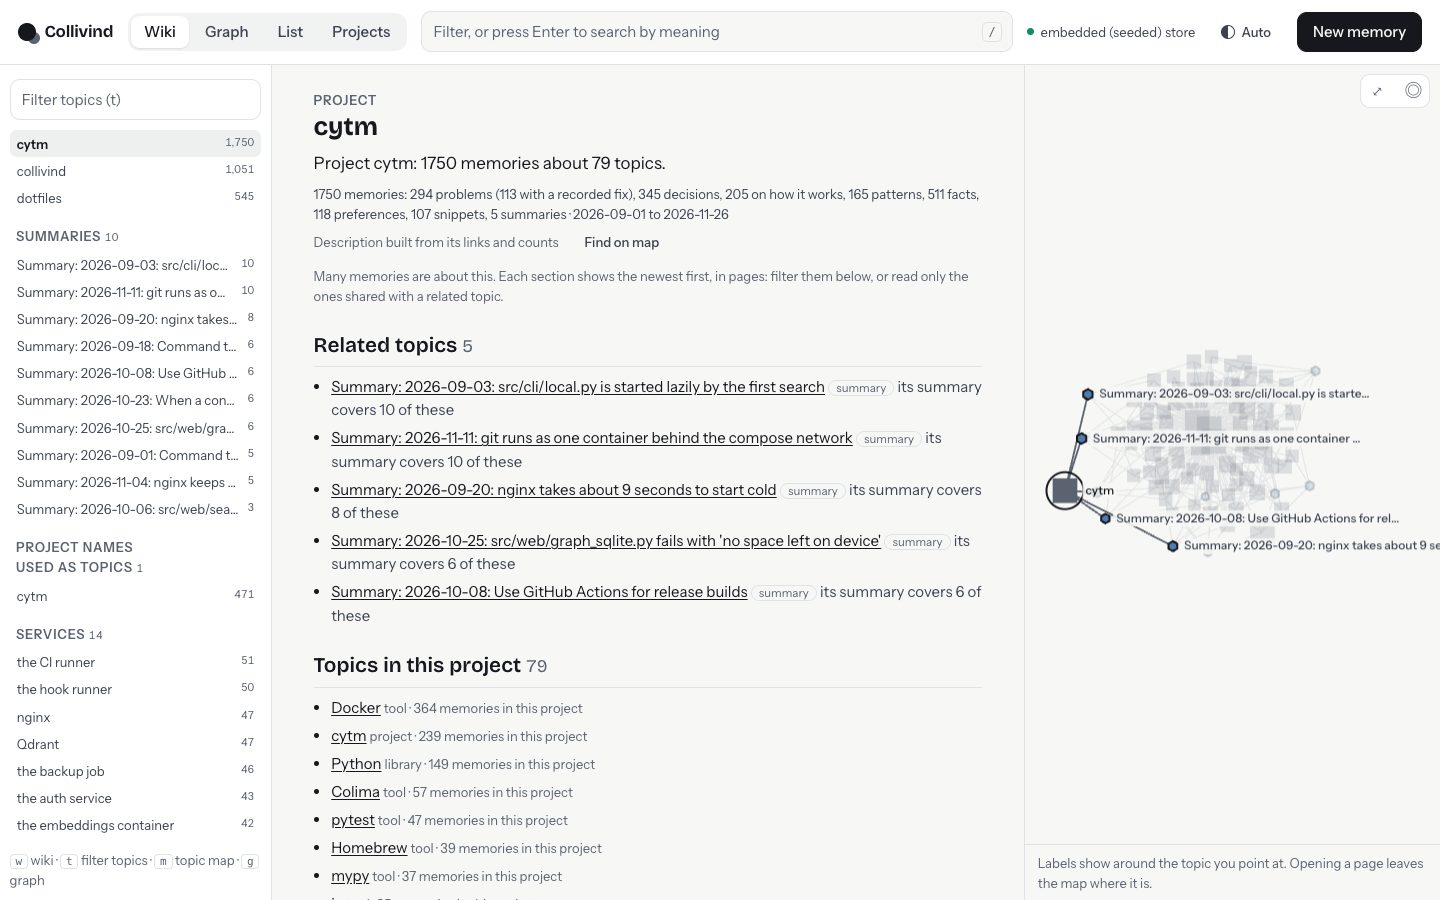 Collivind
Wiki
Graph
List
Projects
Filter, or press Enter to search by meaning
/
embedded (seeded) store
Auto
New memory
Filter topics (t)
cytm 1,750
collivind 1,051
dotfiles 545
SUMMARIES 10
Summary: 2026-09-03: src/cli/loc... 10
Summary: 2026-11-11: git runs as o... 10
Summary: 2026-09-20: nginx takes... 8
Summary: 2026-09-18: Command t... 6
Summary: 2026-10-08: Use GitHub ... 6
Summary: 2026-10-23: When a con... 6
Summary: 2026-10-25: src/web/gra... 6
Summary: 2026-09-01: Command t... 5
Summary: 2026-11-04: nginx keeps ... 5
Summary: 2026-10-06: src/web/sea... 3
PROJECT NAMES
USED AS TOPICS 1
cytm 471
SERVICES 14
the CI runner 51
the hook runner 50
nginx 47
Qdrant 47
the backup job 46
the auth service 43
the embeddings container 42
w wiki · t filter topics · m topic map · g
graph
PROJECT
cytm
Project cytm: 1750 memories about 79 topics.
1750 memories: 294 problems (113 with a recorded fix), 345 decisions, 205 on how it works, 165 patterns, 511 facts,
118 preferences, 107 snippets, 5 summaries · 2026-09-01 to 2026-11-26
Description built from its links and counts Find on map
Many memories are about this. Each section shows the newest first, in pages: filter them below, or read only the
ones shared with a related topic.
Related topics 5
Summary: 2026-09-03: src/cli/local.py is started lazily by the first search summary its summary
covers 10 of these
Summary: 2026-11-11: git runs as one container behind the compose network summary its
summary covers 10 of these
Summary: 2026-09-20: nginx takes about 9 seconds to start cold summary its summary covers
8 of these
Summary: 2026-10-25: src/web/graph_sqlite.py fails with 'no space left on device' summary its
summary covers 6 of these
Summary: 2026-10-08: Use GitHub Actions for release builds summary its summary covers 6 of
these
Topics in this project 79
Docker tool · 364 memories in this project
cytm project · 239 memories in this project
Python library · 149 memories in this project
Colima tool · 57 memories in this project
pytest tool · 47 memories in this project
Homebrew tool · 39 memories in this project
mypy tool · 37 memories in this project
Summary: 2026-09-03: src/cli/local.py is starte...
Summary: 2026-11-11: git runs as one container ...
cytm
Summary: 2026-10-08: Use GitHub Actions for rel...
Summary: 2026-09-20: nginx takes about 9 se
Labels show around the topic you point at. Opening a page leaves
the map where it is.